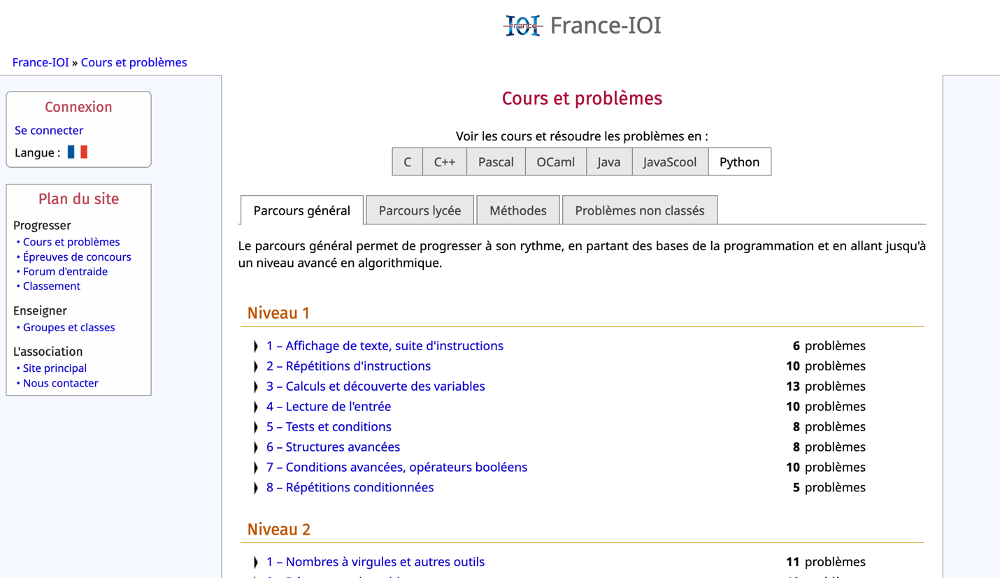 France France-IOI
France-IOI » Cours et problèmes
Connexion
Se connecter
Langue :
Plan du site
Progresser
• Cours et problèmes
• Épreuves de concours
• Forum d'entraide
• Classement
Enseigner
• Groupes et classes
L'association
• Site principal
• Nous contacter
Cours et problèmes
Voir les cours et résoudre les problèmes en :
C C++ Pascal OCaml Java JavaScool Python
Parcours général Parcours lycée Méthodes Problèmes non classés
Le parcours général permet de progresser à son rythme, en partant des bases de la programmation et en allant jusqu'à
un niveau avancé en algorithmique.
Niveau 1
1 – Affichage de texte, suite d'instructions 6 problèmes
2 – Répétitions d'instructions 10 problèmes
3 – Calculs et découverte des variables 13 problèmes
4 – Lecture de l'entrée 10 problèmes
5 – Tests et conditions 8 problèmes
6 – Structures avancées 8 problèmes
7 – Conditions avancées, opérateurs booléens 10 problèmes
8 – Répétitions conditionnées 5 problèmes
Niveau 2
1 – Nombres à virgules et autres outils 11 problèmes